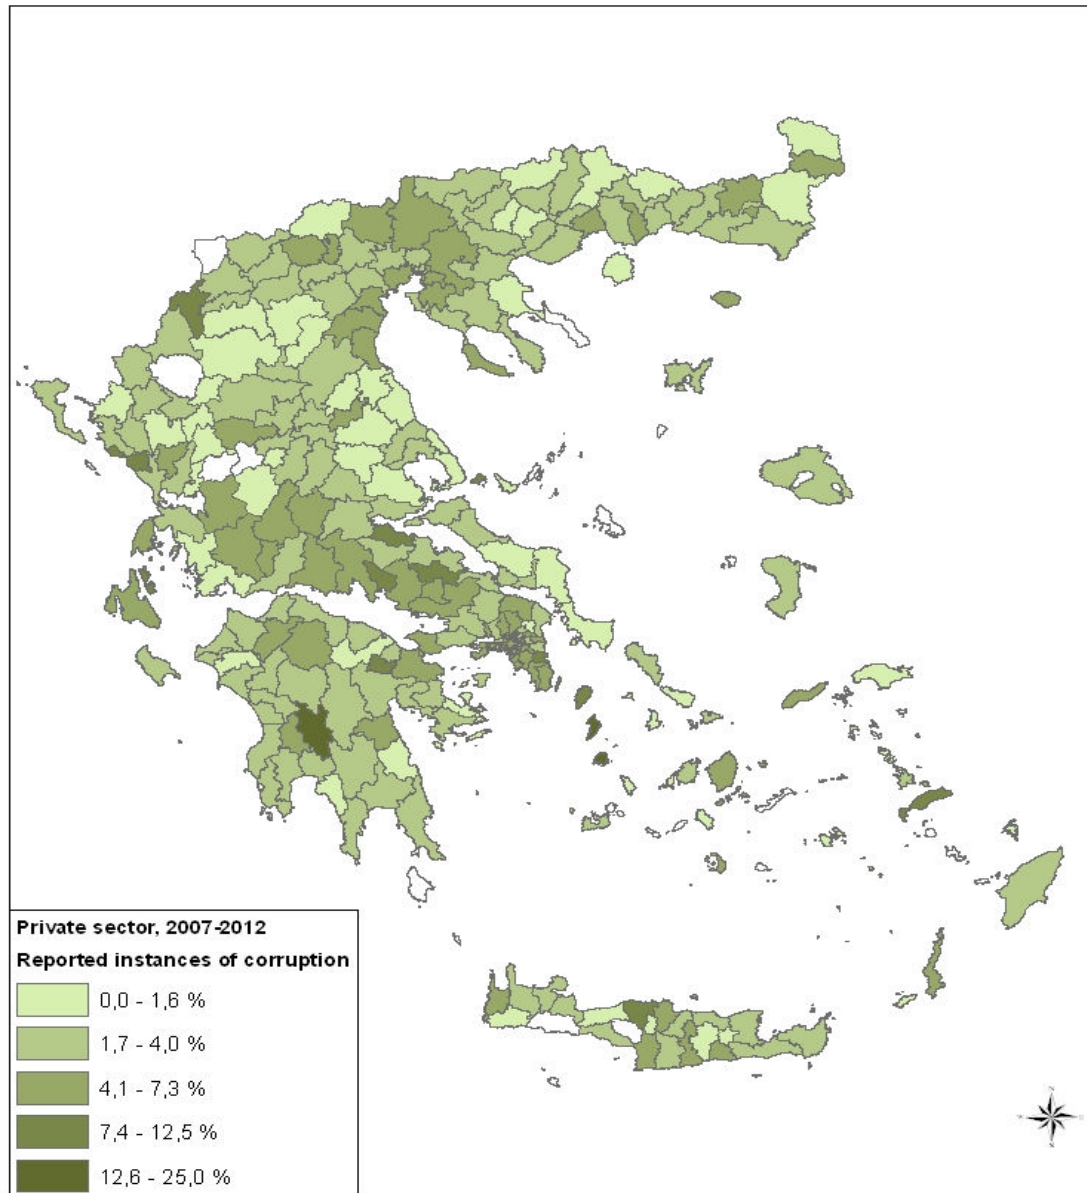 Private sector, 2007-2012
Reported instances of corruption
0,0 - 1,6 %
1,7 - 4,0 %
4,1 - 7,3 %
7,4 - 12,5 %
12,6 - 25,0 %